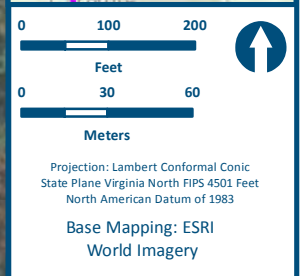 0 100 200
Feet
0 30 60
Meters
Projection: Lambert Conformal Conic
State Plane Virginia North FIPS 4501 Feet
North American Datum of 1983
Base Mapping: ESRI
World Imagery